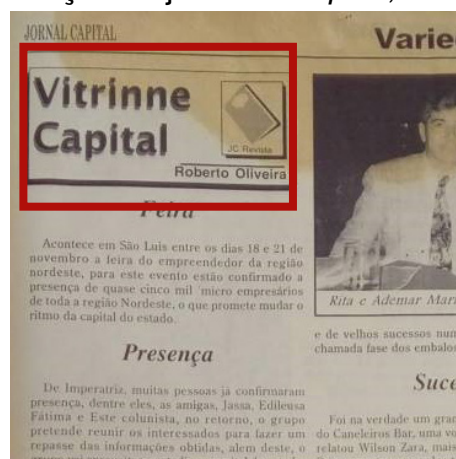 JORNAL CAPITAL
Vitrinne
Capital
JC Revista
Roberto Oliveira
Feira
Acontece em São Luis entre os dias 18 e 21 de
novembro a feira do empreendedor da região
nordeste, para este evento estão confirmado a
presença de quase cinco mil micro empresários
de toda a região Nordeste, o que promete mudar o
ritmo da capital do estado.
Presença
De Imperatriz, muitas pessoas já confirmaram
presença, dentre eles, as amigas, Jassa, Edileusa
Fátima e Este colunista, no retorno, o grupo
pretende reunir os interessados para fazer um
repasse das informações obtidas, alem deste, o
Varie
Rita e Ademar Mar
e de velhos sucessos num
chamada fase dos embalo
Suce
Foi na verdade um gran
do Caneleiros Bar, uma vo
relatou Wilson Zara, mais